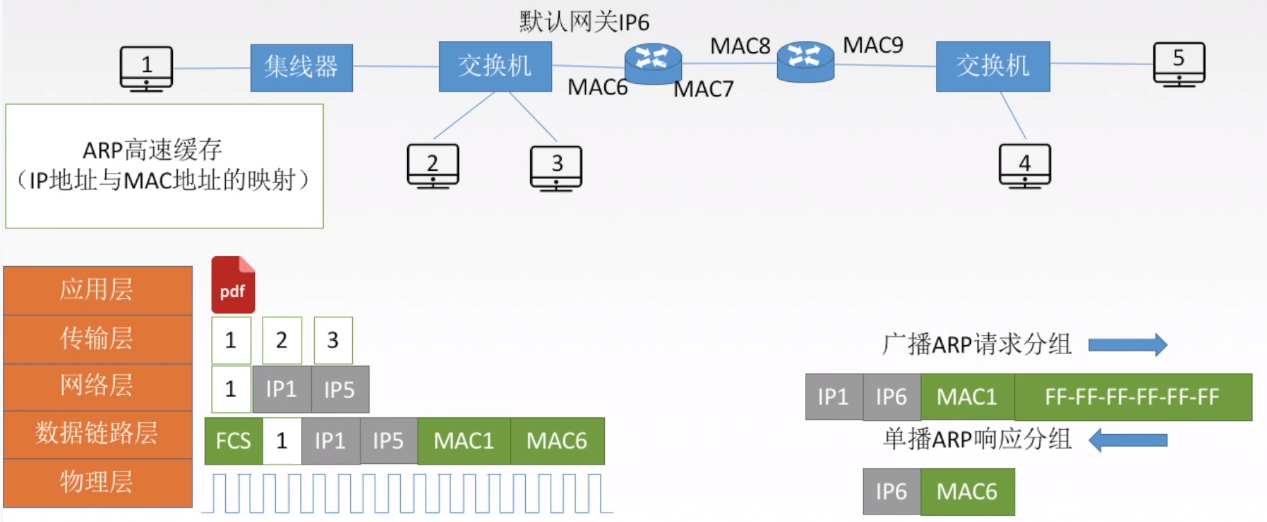 默认网关IP6
1
集线器
交换机
MAC6
MAC7
MAC8
MAC9
交换机
5
2
3
4
ARP高速缓存
（IP地址与MAC地址的映射）
应用层
pdf
传输层
1 2 3
网络层
1 IP1 IP5
数据链路层
FCS 1 IP1 IP5 MAC1 MAC6
物理层
广播ARP请求分组
IP1 IP6 MAC1 FF-FF-FF-FF-FF-FF
单播ARP响应分组
IP6 MAC6